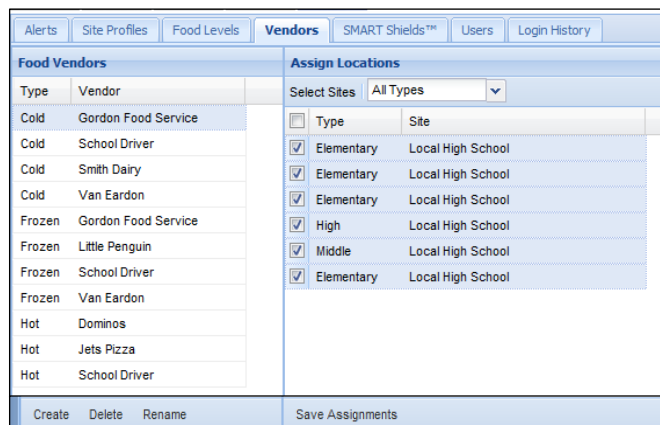 Alerts Site Profiles Food Levels Vendors SMART Shields™ Users Login History
Food Vendors
Type Vendor
Cold Gordon Food Service
Cold School Driver
Cold Smith Dairy
Cold Van Eardon
Frozen Gordon Food Service
Frozen Little Penguin
Frozen School Driver
Frozen Van Eardon
Hot Dominos
Hot Jets Pizza
Hot School Driver
Create Delete Rename
Assign Locations
Select Sites All Types
Type Site
Elementary Local High School
Elementary Local High School
Elementary Local High School
High Local High School
Middle Local High School
Elementary Local High School
Save Assignments